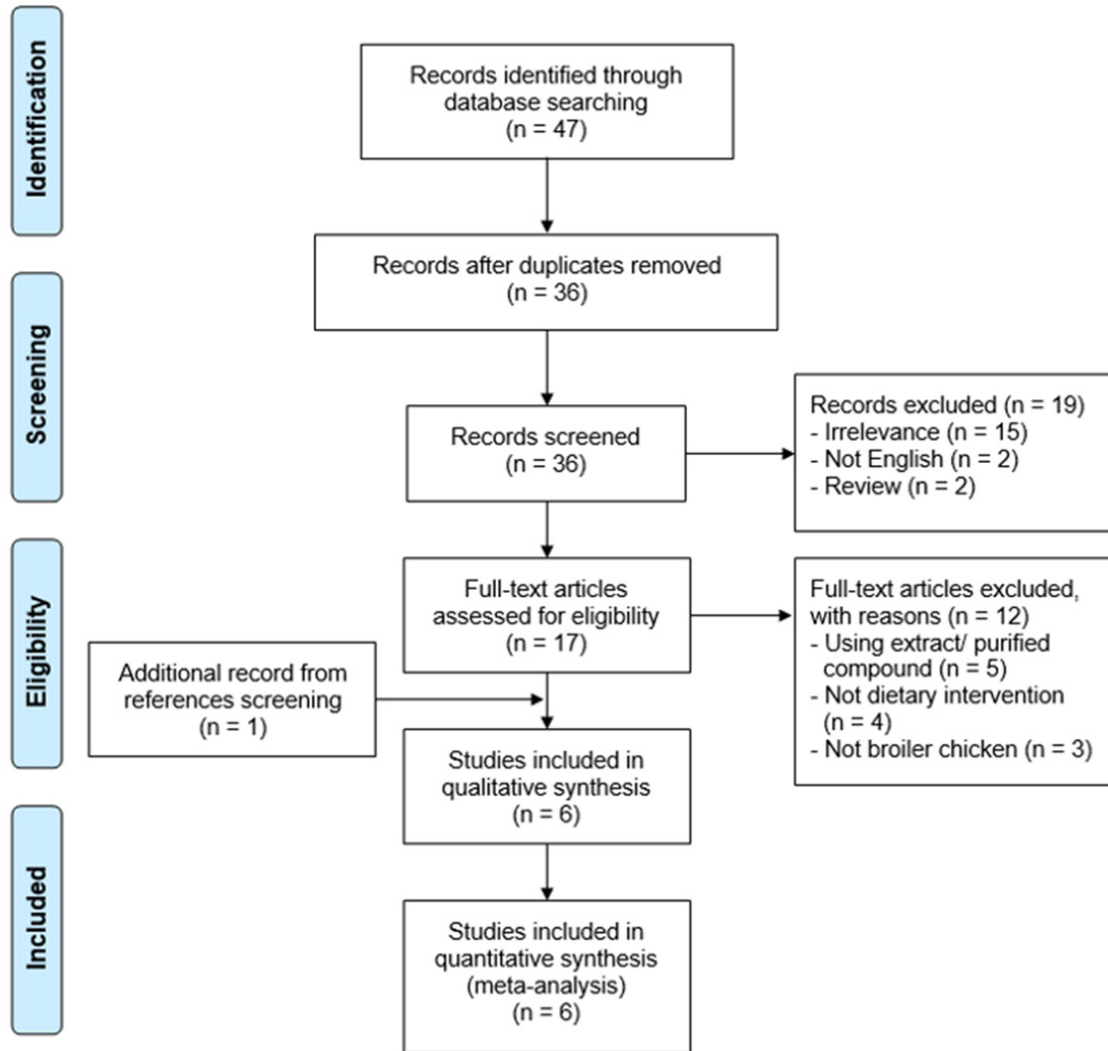 Identification
Records identified through
database searching
(n = 47)
Records after duplicates removed
(n = 36)
Screening
Records screened
(n = 36)
Records excluded (n = 19)
- Irrelevance (n = 15)
- Not English (n = 2)
- Review (n = 2)
Eligibility
Full-text articles
assessed for eligibility
(n = 17)
Full-text articles excluded,
with reasons (n = 12)
- Using extract/ purified
compound (n = 5)
- Not dietary intervention
(n = 4)
- Not broiler chicken (n = 3)
Additional record from
references screening
(n = 1)
Studies included in
qualitative synthesis
(n = 6)
Included
Studies included in
quantitative synthesis
(meta-analysis)
(n = 6)